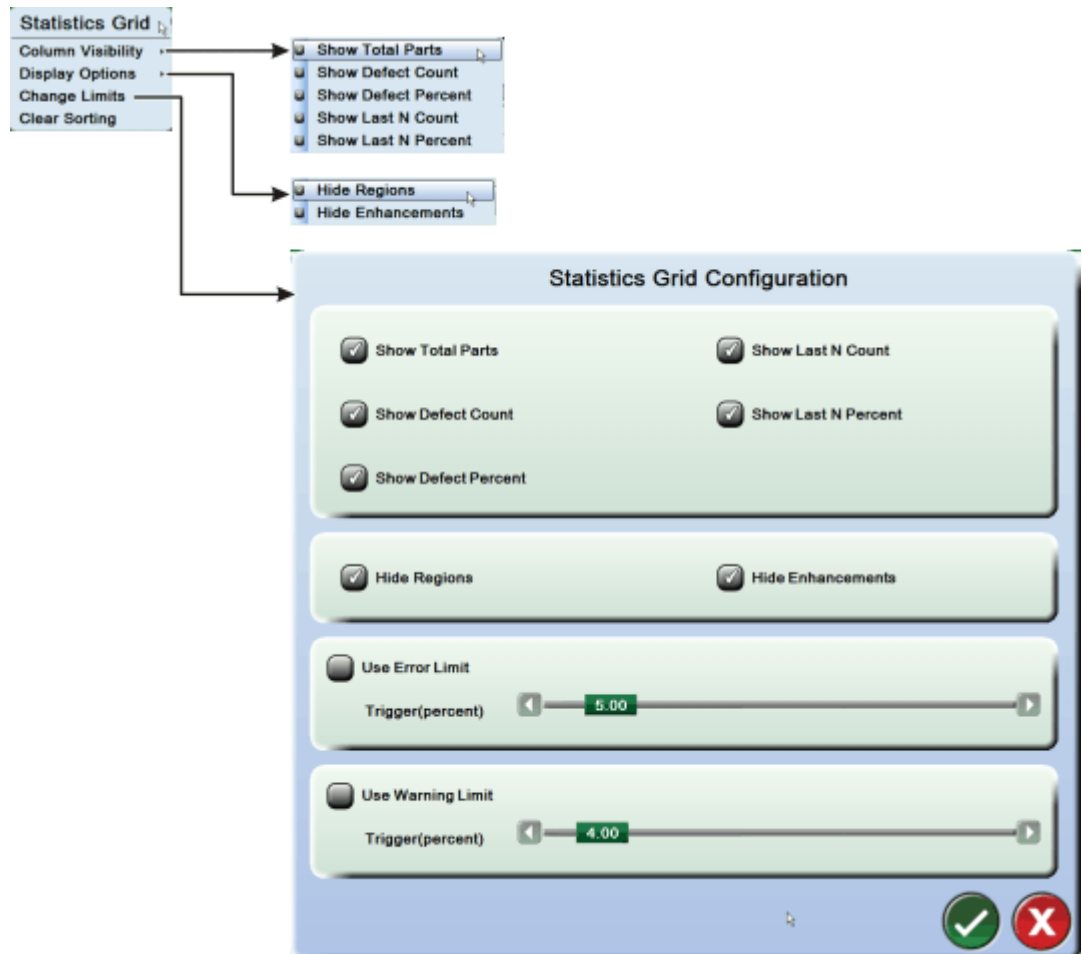 Statistics Grid
Column Visibility
Display Options
Change Limits
Clear Sorting
Show Total Parts
Show Defect Count
Show Defect Percent
Show Last N Count
Show Last N Percent
Hide Regions
Hide Enhancements
Statistics Grid Configuration
Show Total Parts
Show Last N Count
Show Defect Count
Show Last N Percent
Show Defect Percent
Hide Regions
Hide Enhancements
Use Error Limit
Trigger(percent)
5.00
Use Warning Limit
Trigger(percent)
4.00